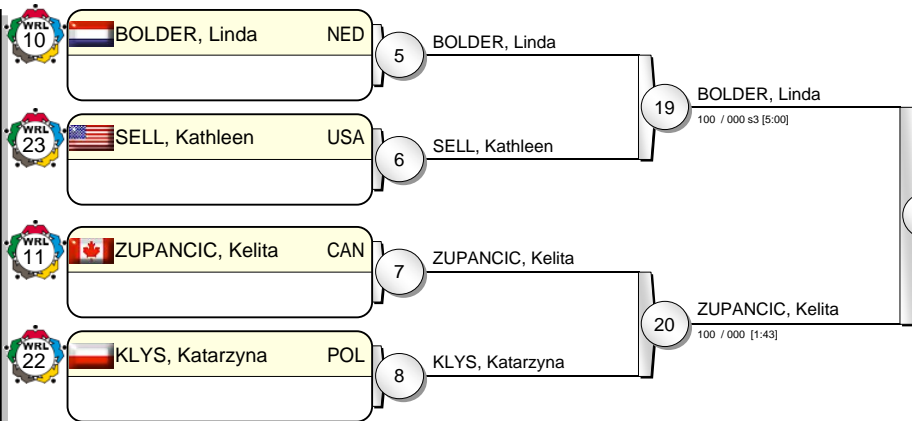 WRL
10
BOLDER, Linda NED
5
BOLDER, Linda
WRL
23
SELL, Kathleen USA
6
SELL, Kathleen
19
BOLDER, Linda
100 / 000 s3 [5:00]
WRL
11
ZUPANCIC, Kelita CAN
7
ZUPANCIC, Kelita
WRL
22
KLYS, Katarzyna POL
8
KLYS, Katarzyna
20
ZUPANCIC, Kelita
100 / 000 [1:43]